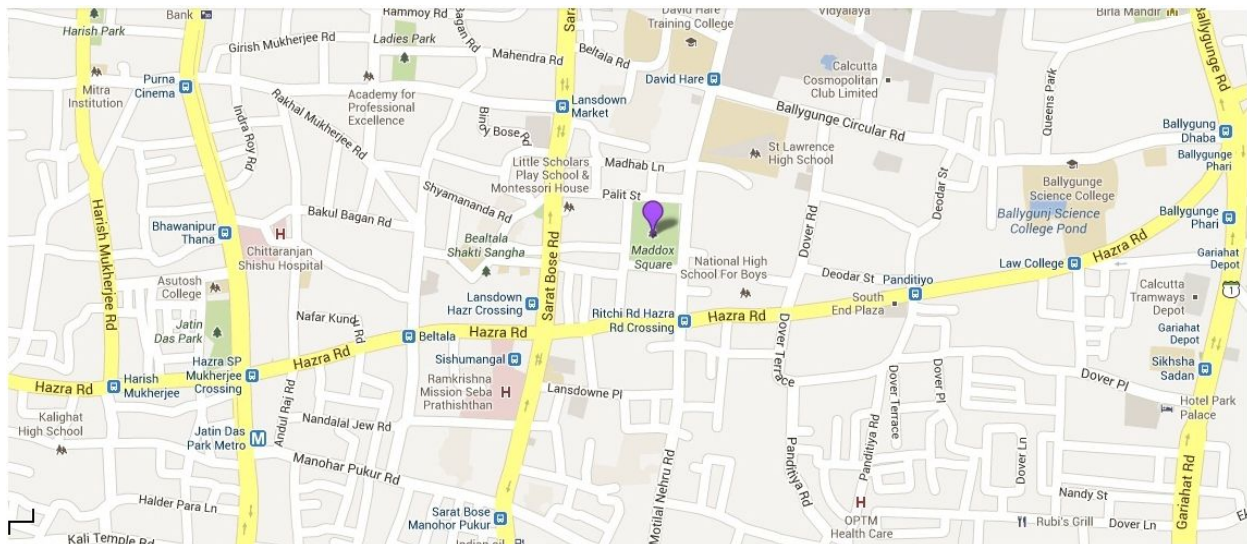 Bank
Harish Park
Rammoy Rd
Girish Mukherjee Rd
Ladies Park
Bagan Rd
Mahendra Rd
Beltala Rd
David Hare
Training College
Vidyalaya
Birla Mandir
Ballygunge Rd
Mitra
Institution
Purna
Cinema
Academy for
Professional
Excellence
Rakhal Mukherjee Rd
Indra Roy Rd
Lansdown
Market
David Hare
Calcutta
Cosmopolitan
Club Limited
Queens Park
Ballygunge Circular Rd
Ballygung
Dhaba
Ballygunge
Phari
Binoy Bose Rd
Little Scholars
Play School &
Montessori House
Madhab Ln
Palit St
St Lawrence
High School
Shyamananda Rd
Bakul Bagan Rd
Deodar St
Ballygunge
Science College
Ballygunj Science
College Pond
Ballygunge
Phari
Harish Mukherjee Rd
Bhawanipur
Thana
Chittaranjan
Shishu Hospital
Bealtala
Shakti Sangha
Sarat Bose Rd
Maddox
Square
Dover Rd
National High
School For Boys
Deodar St
Panditiyo
Law College
Hazra Rd
Gariahat
Depot
1
Asutosh
College
Jatin
Das Park
Nafar Kundu Rd
Lansdown
Hazr Crossing
Ritchi Rd Hazra
Rd Crossing
Hazra Rd
South
End Plaza
Calcutta
Tramways
Depot
Gariahat
Depot
Hazra SP
Mukherjee
Crossing
Hazra Rd
Beltala
Hazra Rd
Sishumangal
Ramkrishna
Mission Seba
Prathishthan
Lansdowne Pl
Dover Terrace
Dover Terrace
Dover Pl
Dover Pl
Sikhsha
Sadan
Hotel Park
Palace
Hazra Rd
Harish
Mukherjee
Kalighat
High School
Andul Raj Rd
Nandalal Jew Rd
Jatin Das
Park Metro
M
Manohar Pukur Rd
Motilal Nehru Rd
Panditiya Rd
Panditiya Rd
Dover Ln
Gariahat Rd
Halder Para Ln
Kali Temple Rd
Sarat Bose
Manohor Pukur
Indian oil
OPTM
Health Care
Nandy St
Rubi's Grill
Dover Ln
H
H
H